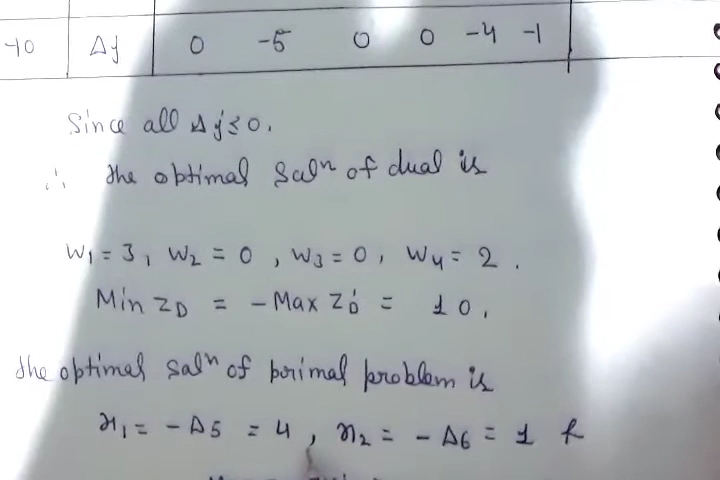 -10 Δj 0 -5 0 0 -4 -1
Since all Δj ≤ 0.
∴ the optimal Solⁿ of dual is
W₁ = 3, W₂ = 0, W₃ = 0, W₄ = 2.
Min Z_D = - Max Z'_D = 10.
the optimal solⁿ of primal problem is
x₁ = -Δ5 = 4, x₂ = -Δ6 = 1 &